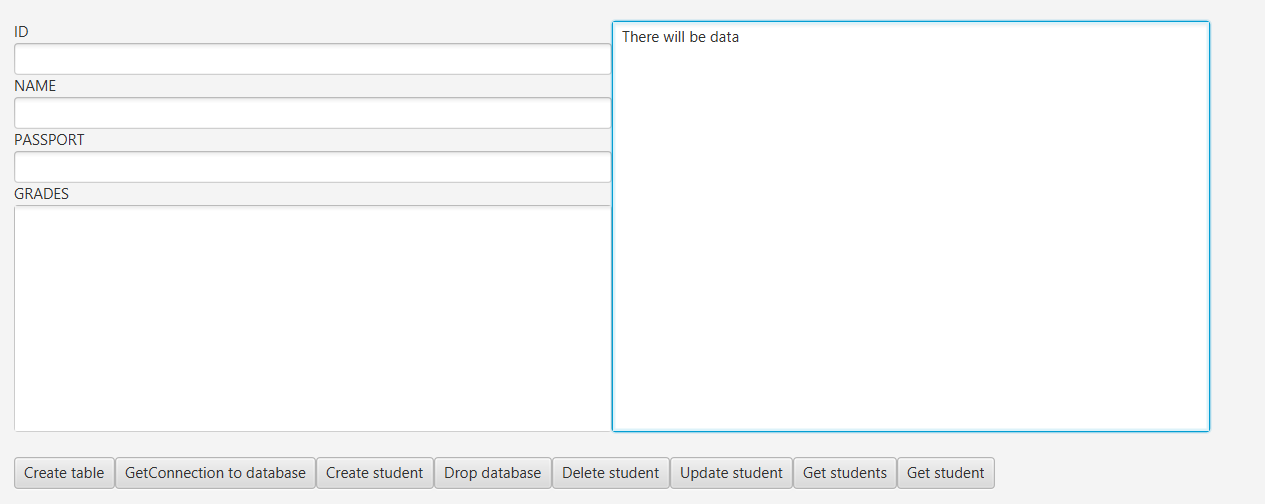 ID
NAME
PASSPORT
GRADES
There will be data
Create table
GetConnection to database
Create student
Drop database
Delete student
Update student
Get students
Get student